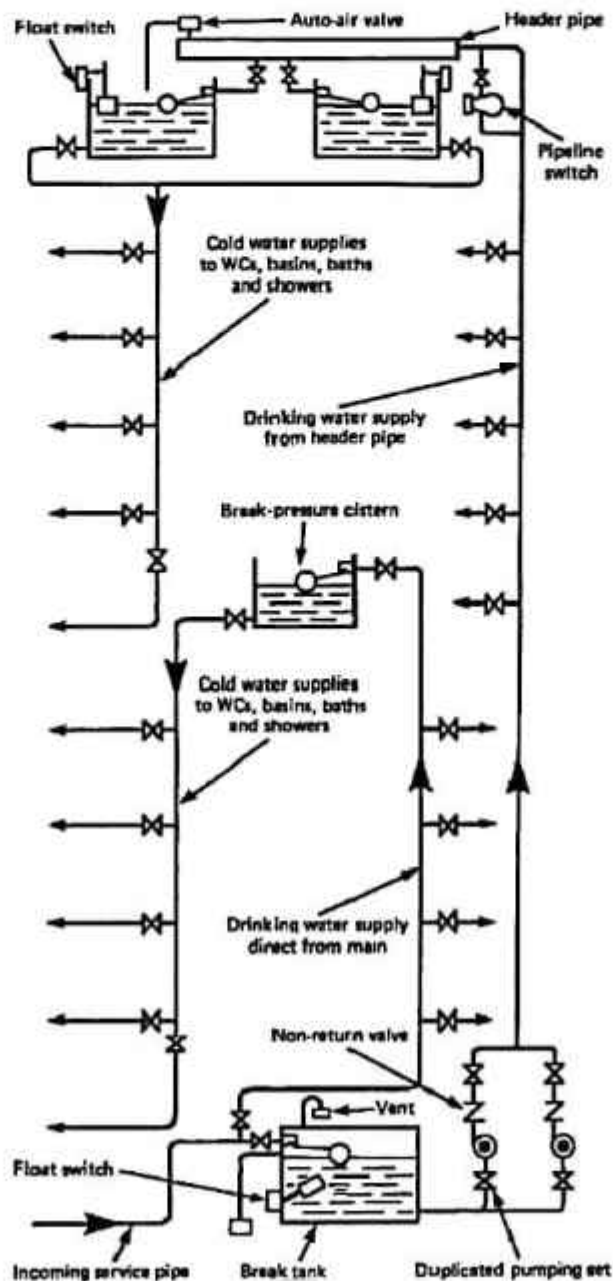 Auto-air valve
Header pipe
Float switch
Pipeline
switch
Cold water supplies
to WCs, basins, baths
and showers
Drinking water supply
from header pipe
Break-pressure cistern
Cold water supplies
to WCs, basins, baths
and showers
Drinking water supply
direct from main
Non-return valve
Vent
Float switch
Incoming service pipe
Break tank
Duplicated pumping set